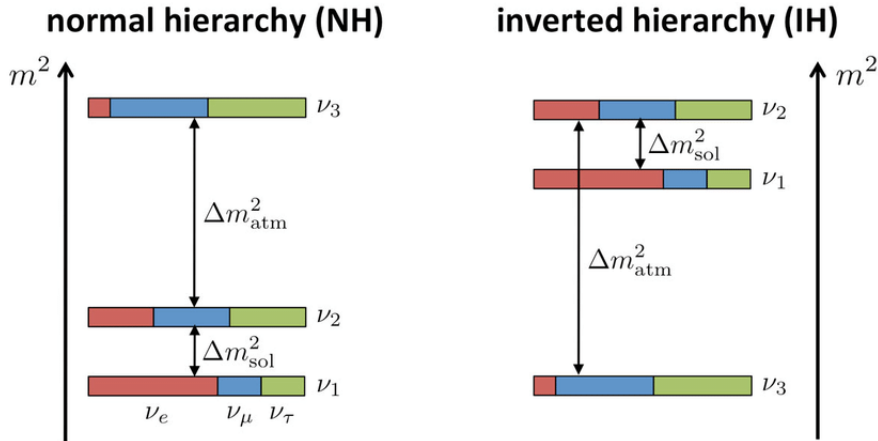 normal hierarchy (NH)
m²
ν₃
Δm²atm
ν₂
Δm²sol
ν₁
νₑ νμ ντ
inverted hierarchy (IH)
m²
ν₂
Δm²sol
ν₁
Δm²atm
ν₃